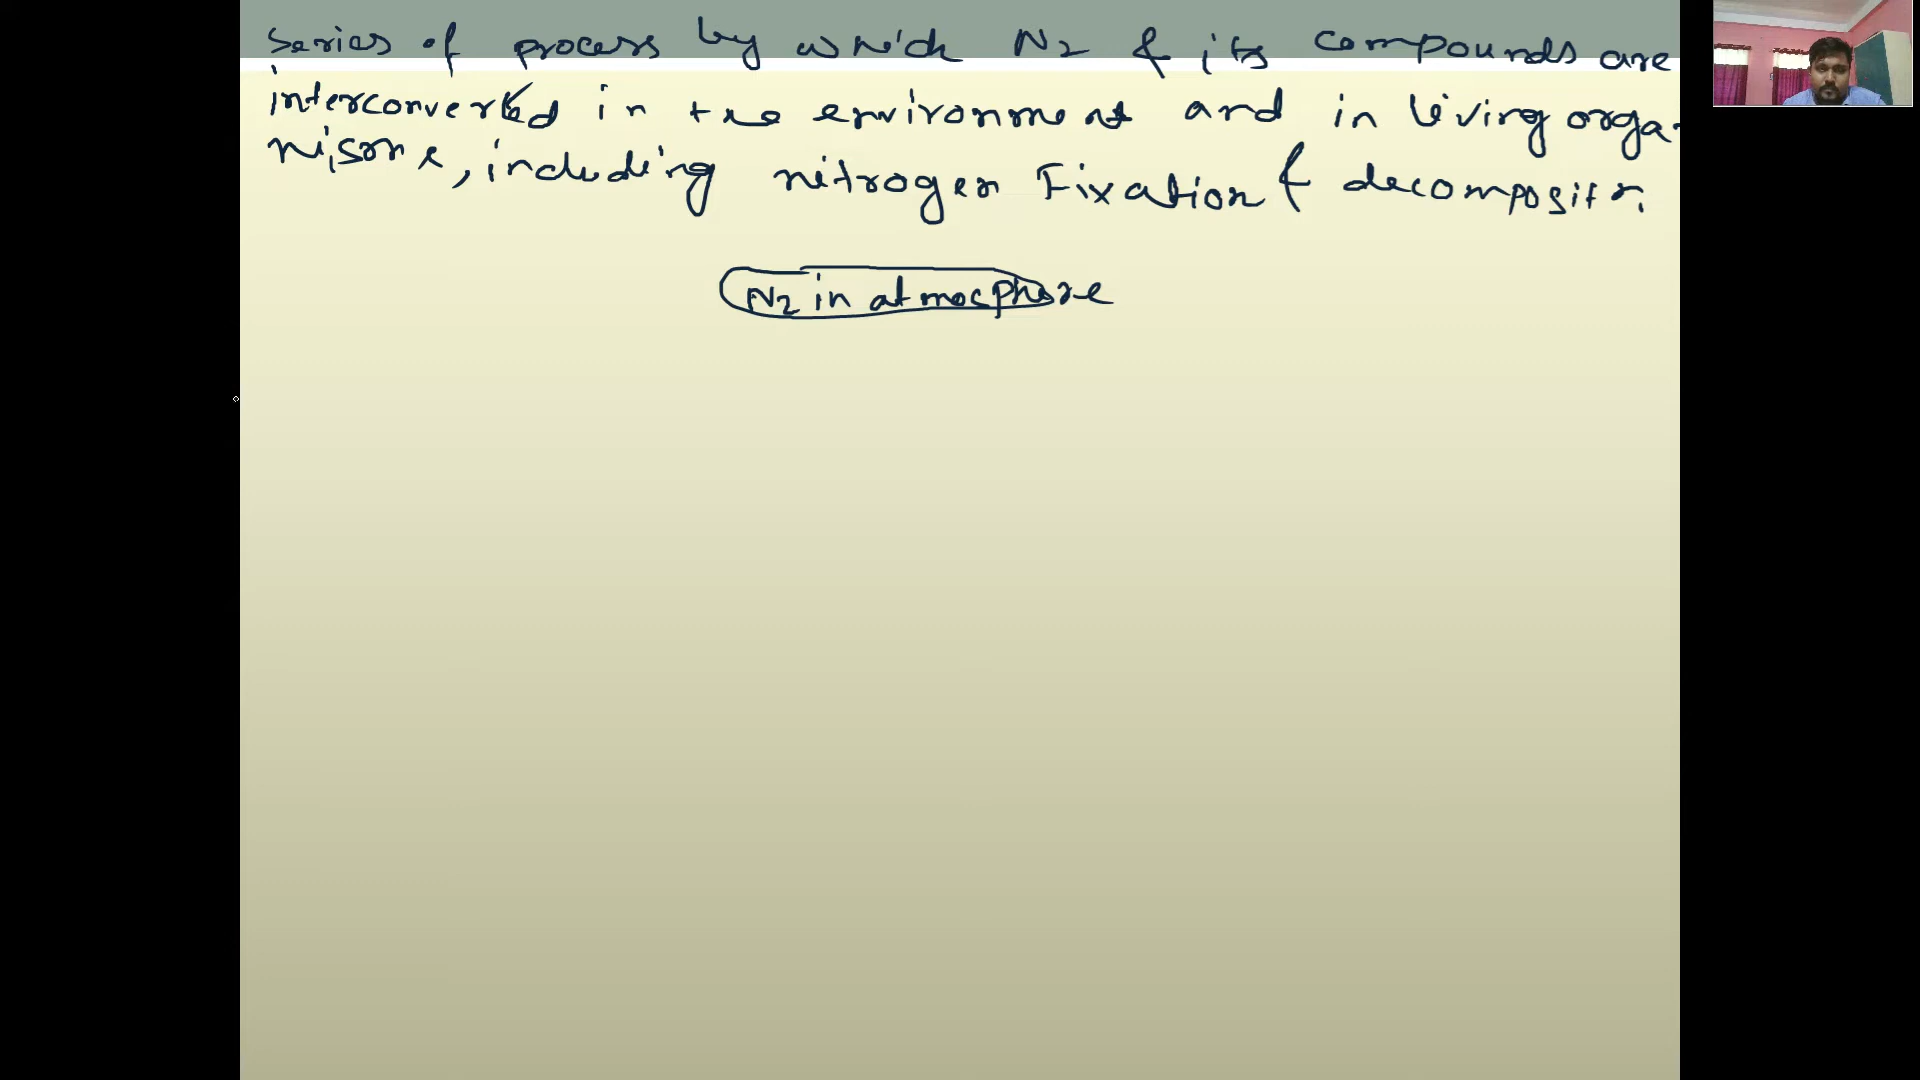 series of process by which N2 & its compounds are
interconverted in the environment and in living orga-
nisms, including nitrogen Fixation & decomposition.
N2 in atmocphere